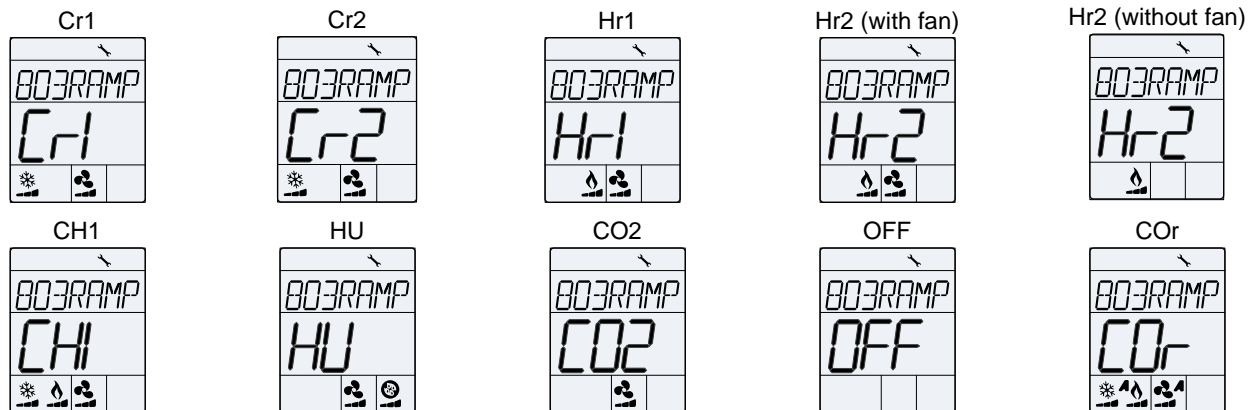 Cr1 Cr2 Hr1 Hr2 (with fan) Hr2 (without fan)
803RAMP 803RAMP 803RAMP 803RAMP 803RAMP
Cr1 Cr2 Hr1 Hr2 Hr2
CH1 HU CO2 OFF COr
803RAMP 803RAMP 803RAMP 803RAMP 803RAMP
CH1 HU CO2 OFF COr
A A